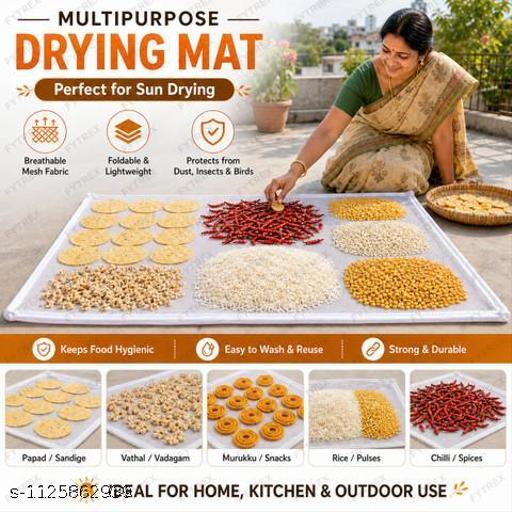 MULTIPURPOSE
DRYING MAT
Perfect for Sun Drying
Breathable
Mesh Fabric
Foldable &
Lightweight
Protects from
Dust, Insects & Birds
Keeps Food Hygienic
Easy to Wash & Reuse
Strong & Durable
Papad / Sandige
Vathal / Vadagam
Murukku / Snacks
Rice / Pulses
Chilli / Spices
FOR HOME, KITCHEN & OUTDOOR USE
FYTREX